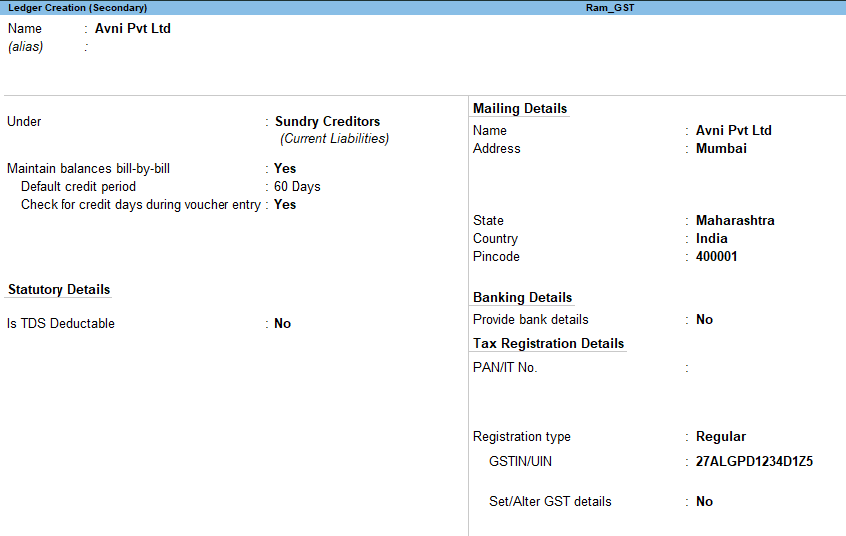 Ledger Creation (Secondary) Ram_GST
Name : Avni Pvt Ltd
(alias) :
Under : Sundry Creditors
(Current Liabilities)
Maintain balances bill-by-bill : Yes
Default credit period : 60 Days
Check for credit days during voucher entry : Yes
Statutory Details
Is TDS Deductable : No
Mailing Details
Name : Avni Pvt Ltd
Address : Mumbai
State : Maharashtra
Country : India
Pincode : 400001
Banking Details
Provide bank details : No
Tax Registration Details
PAN/IT No. :
Registration type : Regular
GSTIN/UIN : 27ALGPD1234D1Z5
Set/Alter GST details : No